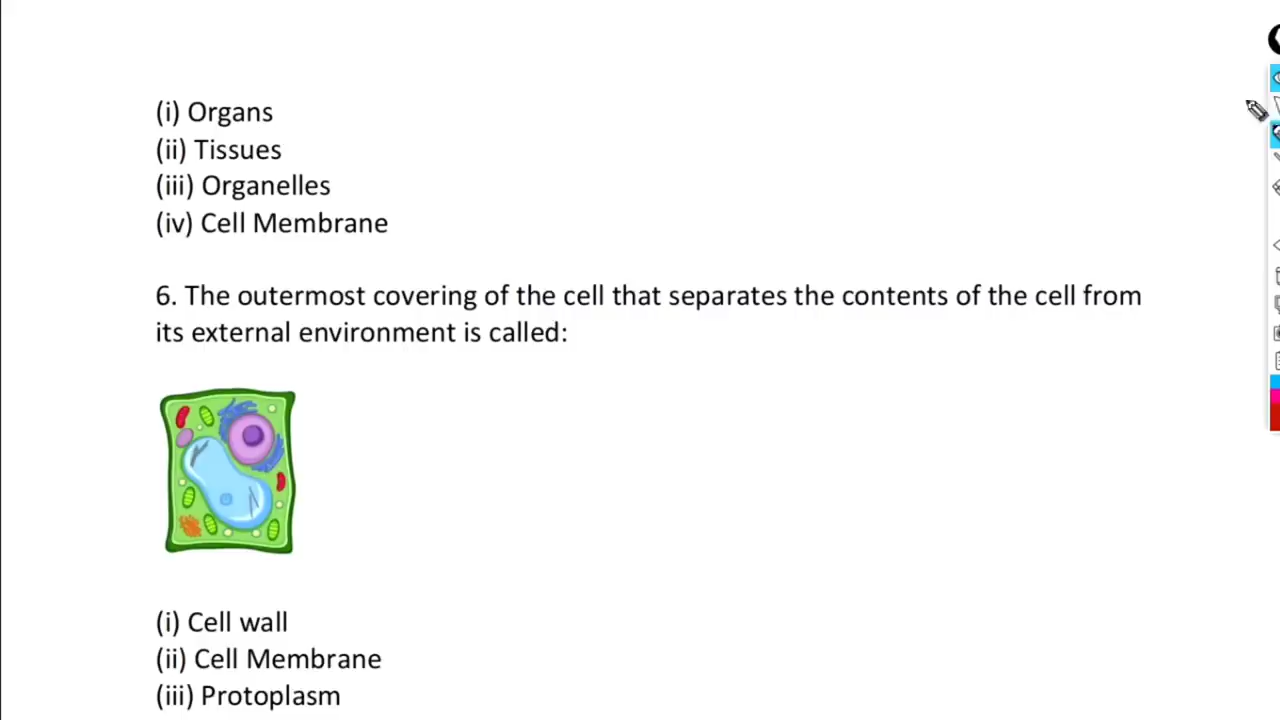 (i) Organs
(ii) Tissues
(iii) Organelles
(iv) Cell Membrane
6. The outermost covering of the cell that separates the contents of the cell from
its external environment is called:
(i) Cell wall
(ii) Cell Membrane
(iii) Protoplasm